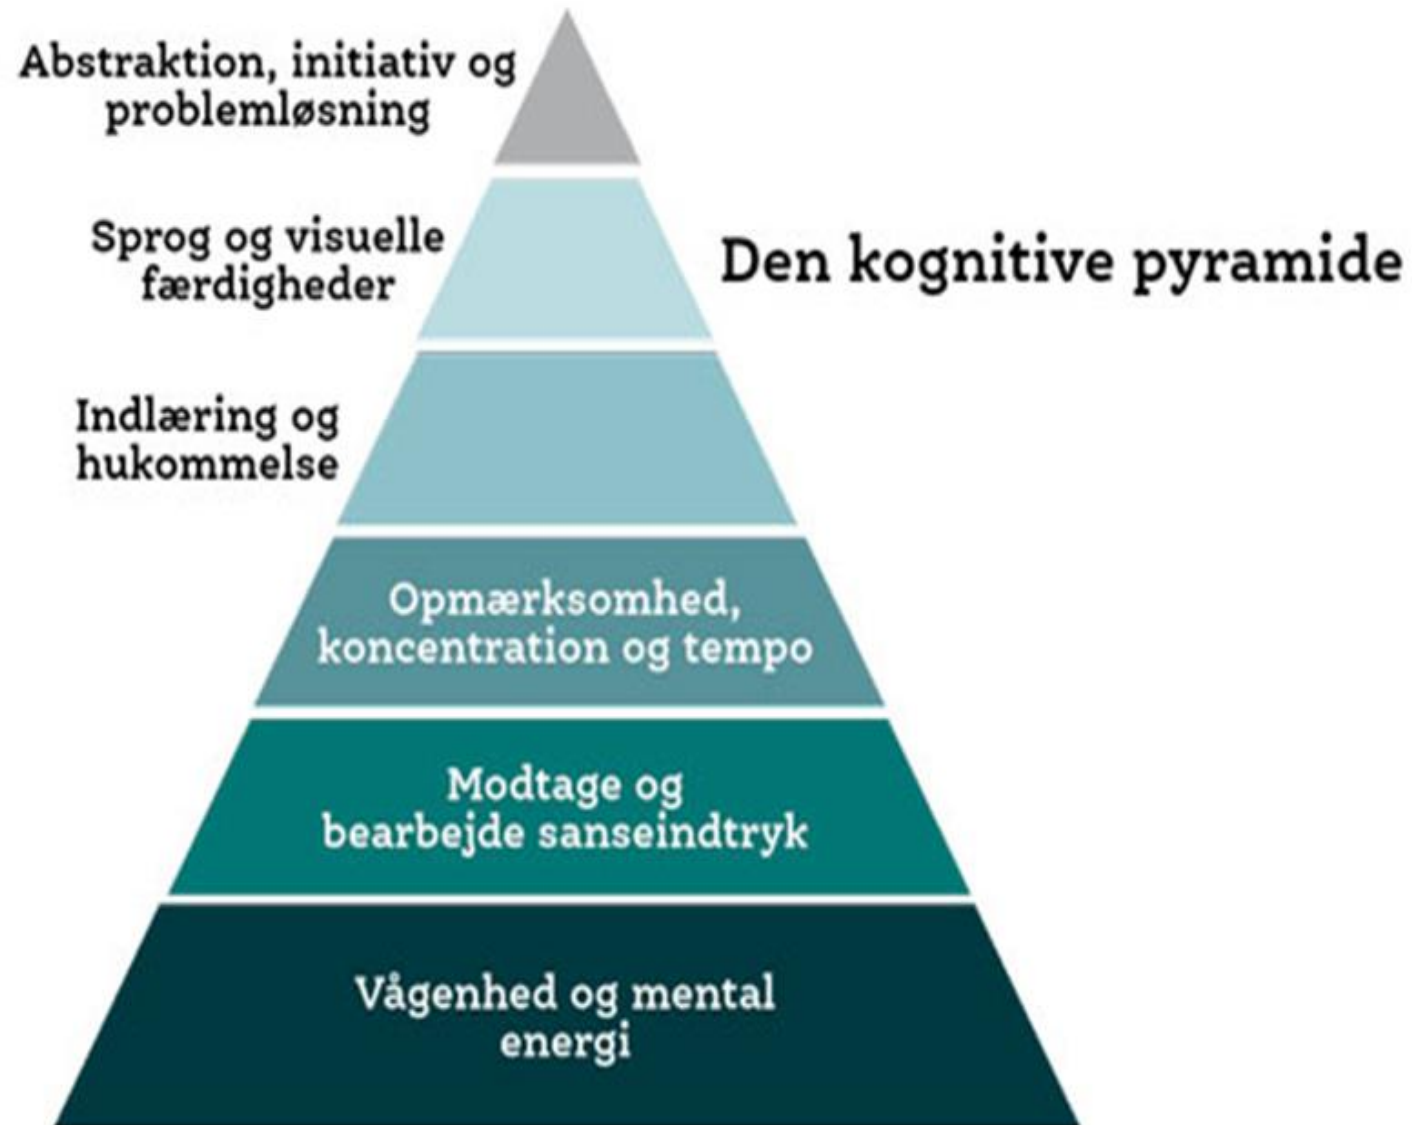 Abstraktion, initiativ og
problemløsning
Sprog og visuelle
færdigheder
Den kognitive pyramide
Indlæring og
hukommelse
Opmærksomhed,
koncentration og tempo
Modtage og
bearbejde sanseindtryk
Vågenhed og mental
energi